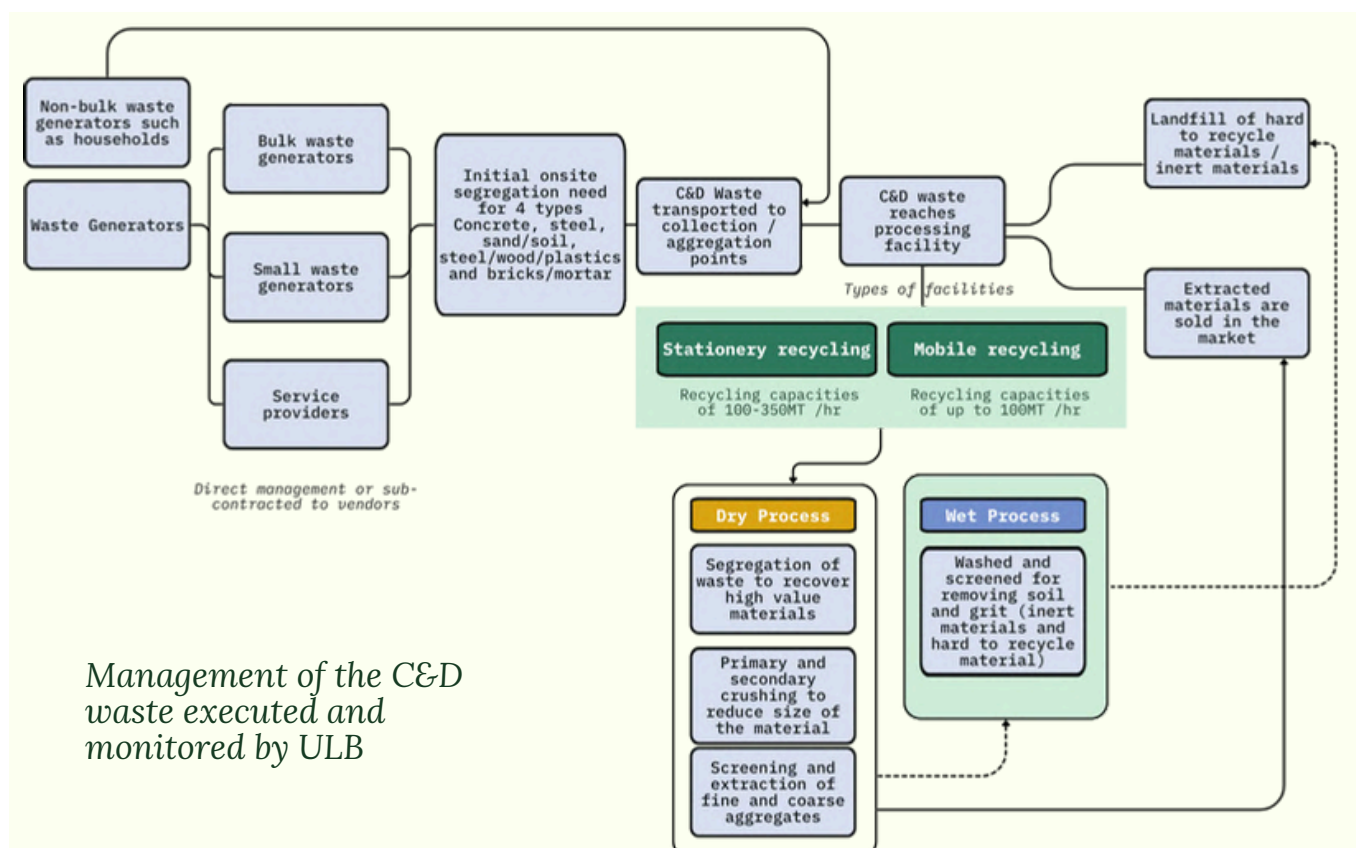 Non-bulk waste
generators such
as households
Waste Generators
Bulk waste
generators
Small waste
generators
Service
providers
Direct management or sub-
contracted to vendors
Initial onsite
segregation need
for 4 types
Concrete, steel,
sand/soil,
steel/wood/plastics
and bricks/mortar
C&D Waste
transported to
collection /
aggregation
points
C&D waste
reaches
processing
facility
Types of facilities
Landfill of hard
to recycle
materials /
inert materials
Extracted
materials are
sold in the
market
Stationery recycling
Recycling capacities
of 100-350MT /hr
Mobile recycling
Recycling capacities
of up to 100MT /hr
Dry Process
Segregation of
waste to recover
high value
materials
Primary and
secondary
crushing to
reduce size of
the material
Screening and
extraction of
fine and coarse
aggregates
Wet Process
Washed and
screened for
removing soil
and grit (inert
materials and
hard to recycle
material)
Management of the C&D
waste executed and
monitored by ULB